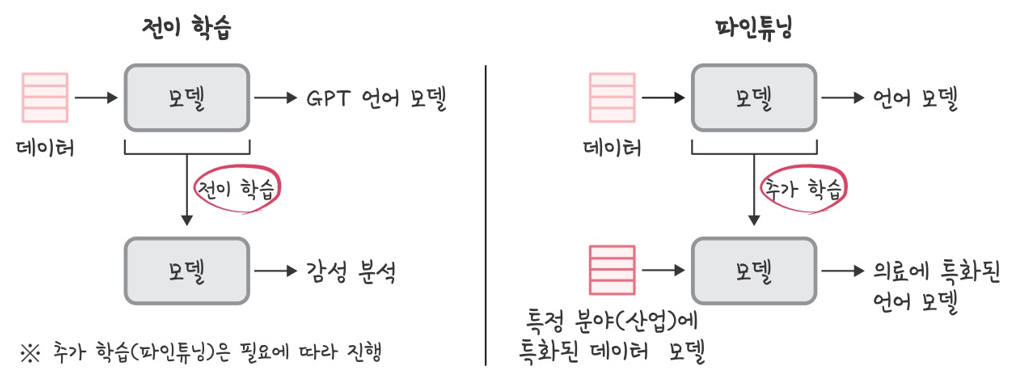 전이 학습
모델
GPT 언어 모델
데이터
전이 학습
모델
감성 분석
※ 추가 학습(파인튜닝)은 필요에 따라 진행
파인튜닝
모델
언어 모델
데이터
추가 학습
모델
의료에 특화된
언어 모델
특정 분야(산업)에
특화된 데이터 모델